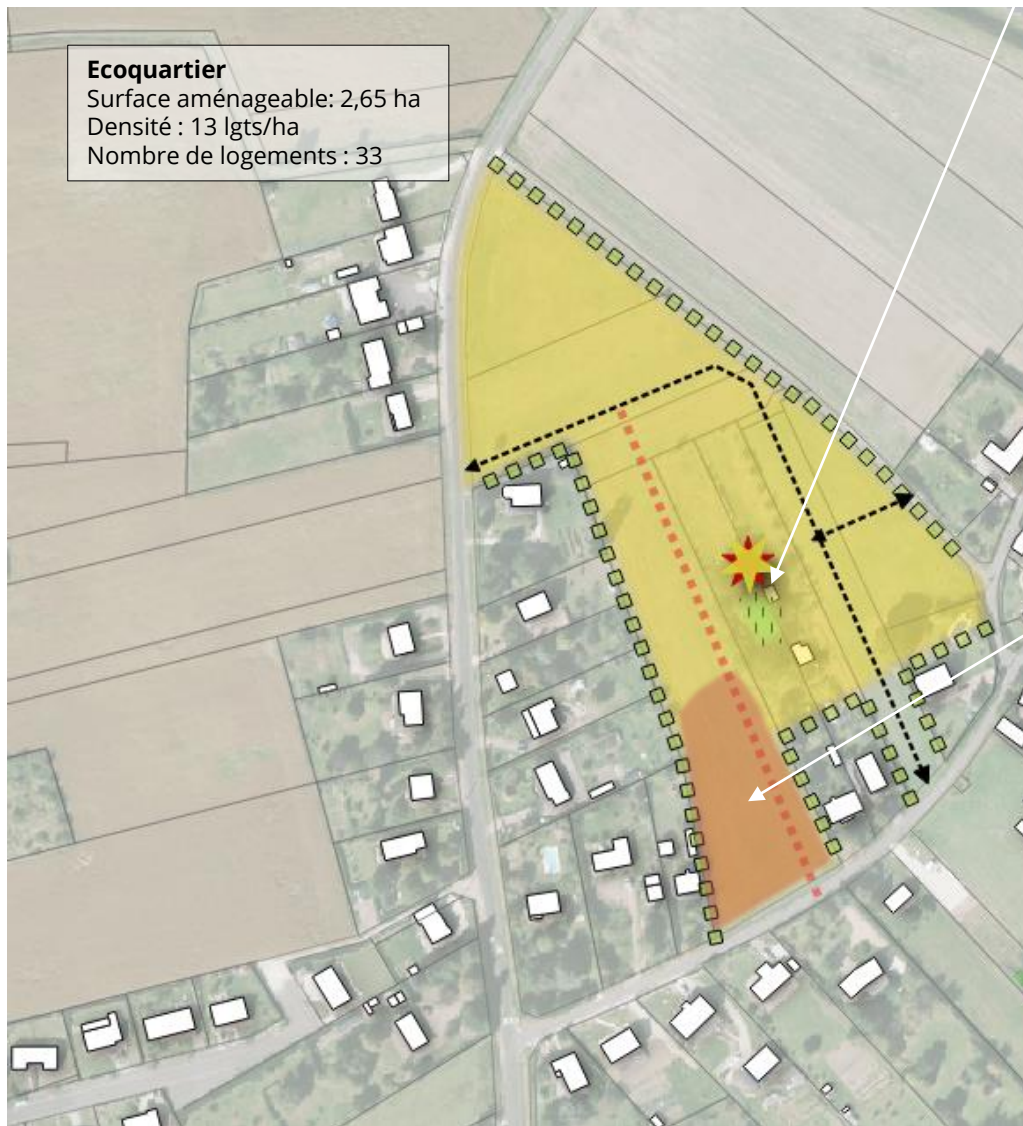 Ecoquartier
Surface aménageable: 2,65 ha
Densité : 13 lgts/ha
Nombre de logements : 33